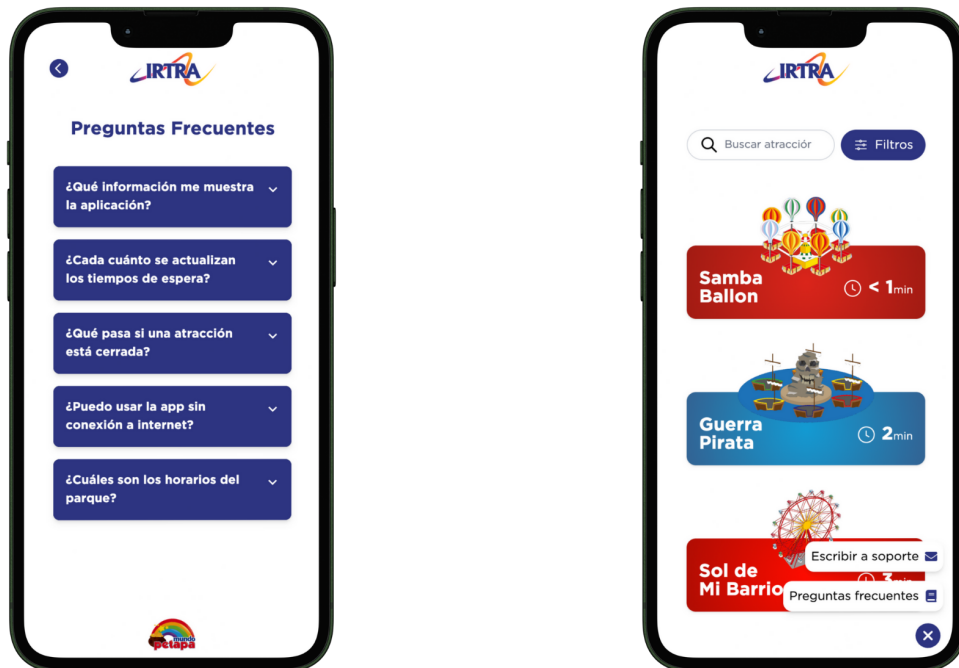 IRTRA
Preguntas Frecuentes
¿Qué información me muestra
la aplicación?
¿Cada cuánto se actualizan
los tiempos de espera?
¿Qué pasa si una atracción
está cerrada?
¿Puedo usar la app sin
conexión a internet?
¿Cuáles son los horarios del
parque?
mundo
petapa
IRTRA
Buscar atracciór
Filtros
Samba
Ballon
< 1min
Guerra
Pirata
2min
Sol de
Mi Barrio
3min
Escribir a soporte
Preguntas frecuentes